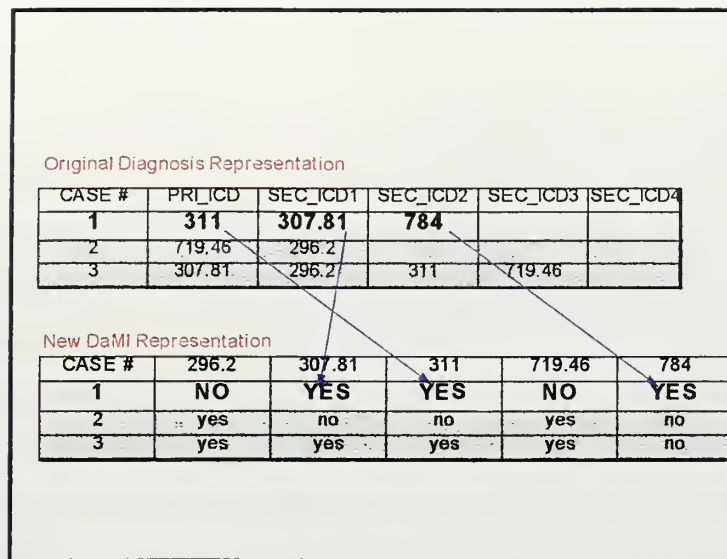 Original Diagnosis Representation
CASE # PRI_ICD SEC_ICD1 SEC_ICD2 SEC_ICD3 SEC_ICD4
1 311 307.81 784
2 719.46 296.2
3 307.81 296.2 311 719.46
New DaMI Representation
CASE # 296.2 307.81 311 719.46 784
1 NO YES YES NO YES
2 yes no no yes no
3 yes yes yes yes no